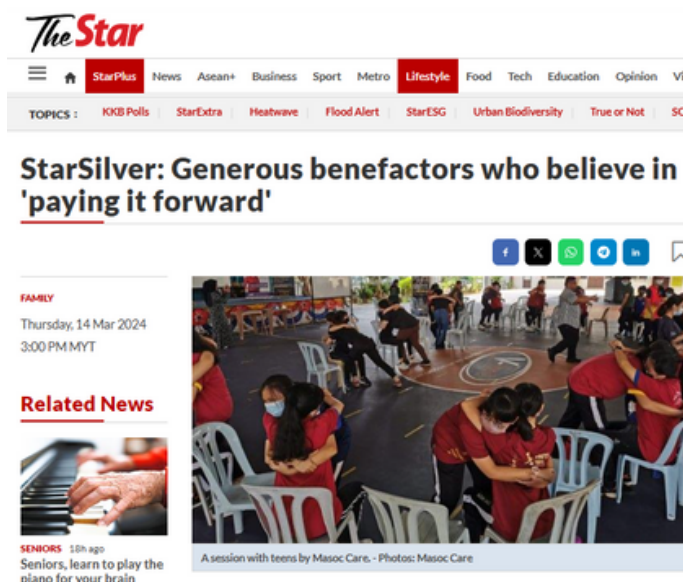 The Star
StarPlus News Asean+ Business Sport Metro Lifestyle Food Tech Education Opinion
TOPICS : KKB Polls StarExtra Heatwave Flood Alert StarESG Urban Biodiversity True or Not
StarSilver: Generous benefactors who believe in
'paying it forward'
FAMILY
Thursday, 14 Mar 2024
3:00 PM MYT
Related News
SENIORS 18h ago
Seniors, learn to play the
piano for your brain
A session with teens by Masoc Care. - Photos: Masoc Care